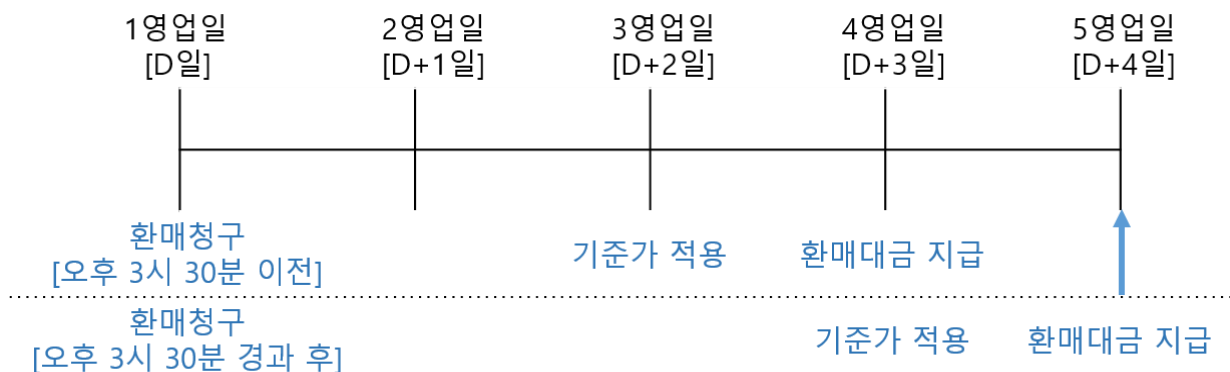 1영업일 2영업일 3영업일 4영업일 5영업일
[D일] [D+1일] [D+2일] [D+3일] [D+4일]
환매청구
[오후 3시 30분 이전]
기준가 적용 환매대금 지급
환매청구
[오후 3시 30분 경과 후]
기준가 적용 환매대금 지급